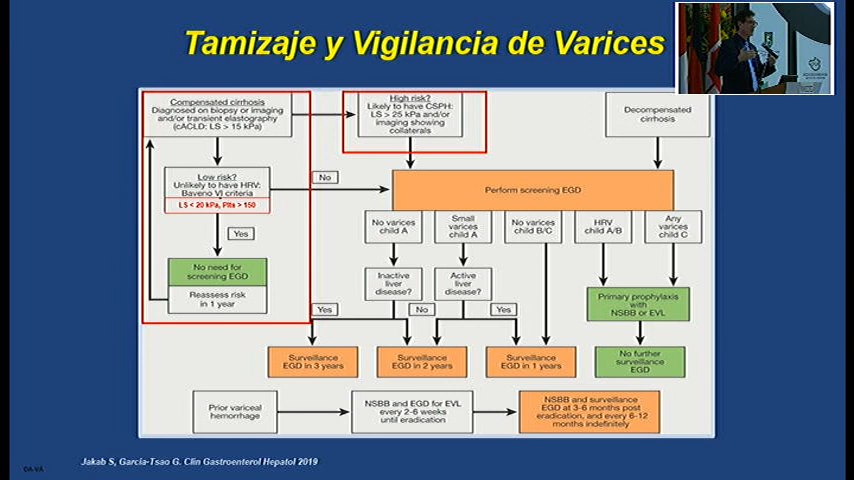 Tamizaje y Vigilancia de Varices
Compensated cirrhosis
Diagnosed on biopsy or imaging
and/or transient elastography
(cACLD: LS > 15 kPa)
High risk?
Likely to have CSPH:
LS > 25 kPa and/or
imaging showing
collaterals
Decompensated
cirrhosis
Low risk?
Unlikely to have HRV:
Baveno VI criteria
LS < 20 kPa, Plts > 150
No
Perform screening EGD
Yes
No need for
screening EGD
Reassess risk
in 1 year
No varices
child A
Small
varices
child A
No varices
child B/C
HRV
child A/B
Any
varices
child C
Inactive
liver
disease?
Active
liver
disease?
Yes
No
Yes
Primary prophylaxis
with
NSBB or EVL
Surveillance
EGD in 3 years
Surveillance
EGD in 2 years
Surveillance
EGD in 1 years
No further
surveillance
EGD
Prior variceal
hemorrhage
NSBB and EGD for EVL
every 2-6 weeks
until eradication
NSBB and surveillance
EGD at 3-6 months post
eradication, and every 6-12
months indefinitely
Jakab S, Garcia-Tsao G. Clin Gastroenterol Hepatol 2019